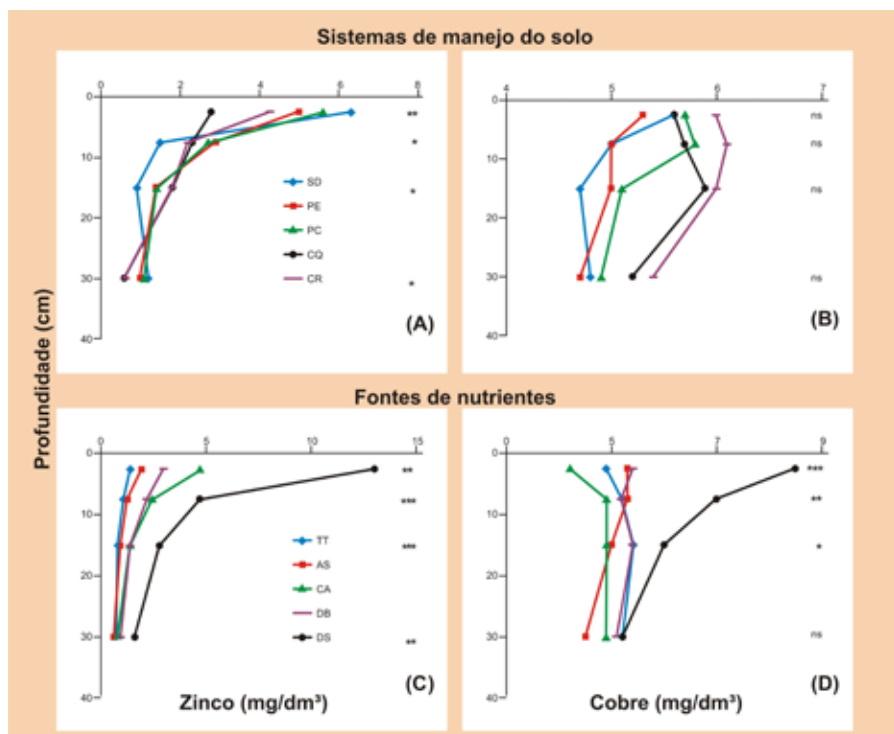 Sistemas de manejo do solo
0 2 4 6 8
4 5 6 7
0
10
20
30
40
**
*
*
*
SD
PE
PC
CQ
CR
(A)
0
10
20
30
40
ns
ns
ns
ns
(B)
Profundidade (cm)
Fontes de nutrientes
0 5 10 15
0 5 7 9
0
10
20
30
40
**
***
***
**
TT
AS
CA
DB
DS
(C)
Zinco (mg/dm³)
0
10
20
30
40
***
**
*
ns
(D)
Cobre (mg/dm³)